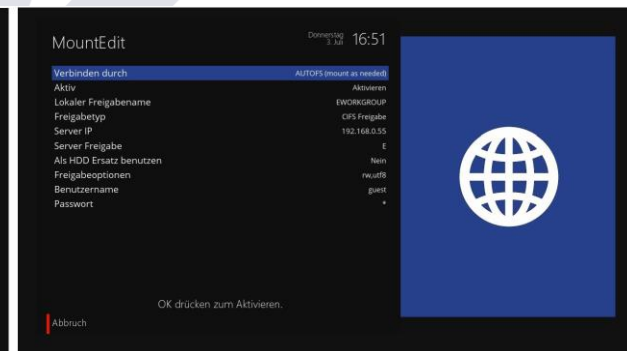 MountEdit
Donnerstag
3. Juli
16:51
Verbinden durch AUTOFS (mount as needed)
Aktiv Aktivieren
Lokaler Freigabename EWORKGROUP
Freigabetyp CIFS Freigabe
Server IP 192.168.0.55
Server Freigabe E
Als HDD Ersatz benutzen Nein
Freigabeoptionen rw,utf8
Benutzername guest
Passwort *
OK drücken zum Aktivieren.
Abbruch